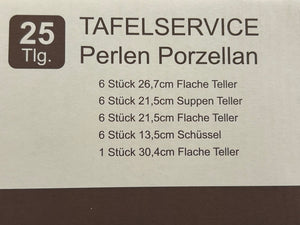 25
Tlg.
TAFELSERVICE
Perlen Porzellan
6 Stück 26,7cm Flache Teller
6 Stück 21,5cm Suppen Teller
6 Stück 21,5cm Flache Teller
6 Stück 13,5cm Schüssel
1 Stück 30,4cm Flache Teller